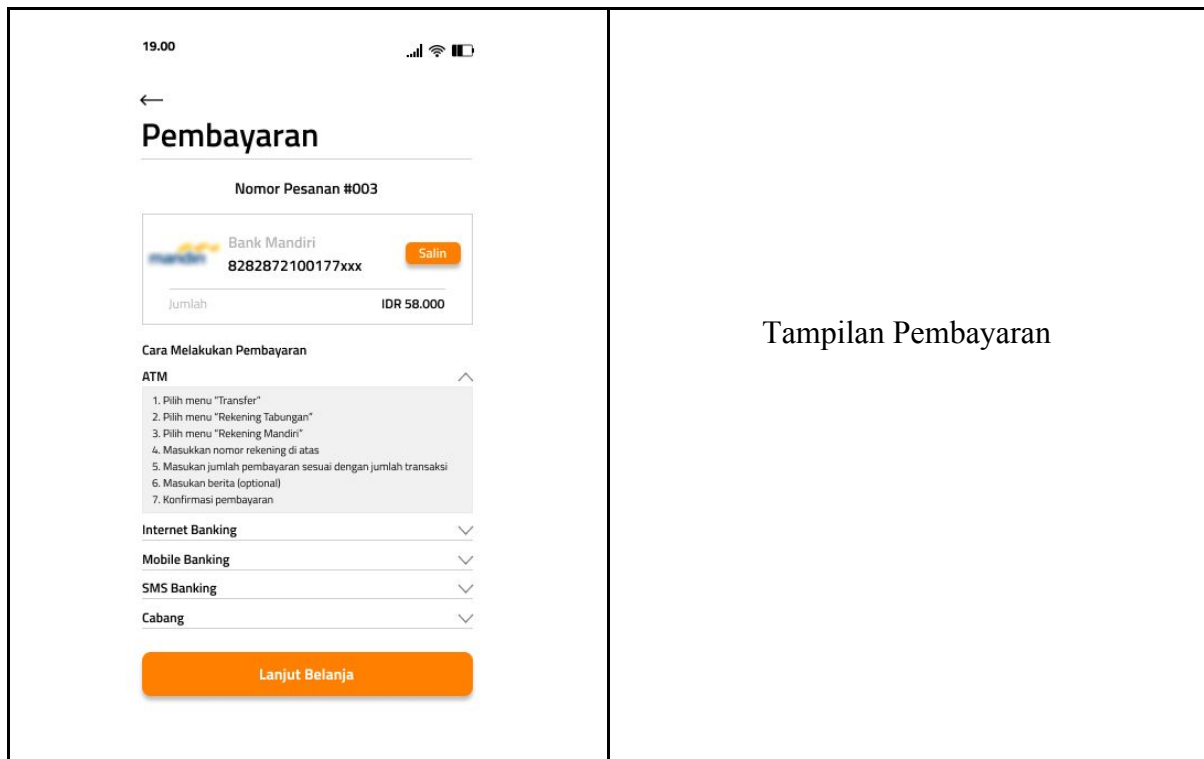 19.00
Pembayaran
Nomor Pesanan #003
mandiri
Bank Mandiri
8282872100177xxx
Salin
Jumlah
IDR 58.000
Cara Melakukan Pembayaran
ATM
1. Pilih menu "Transfer"
2. Pilih menu "Rekening Tabungan"
3. Pilih menu "Rekening Mandiri"
4. Masukkan nomor rekening di atas
5. Masukan jumlah pembayaran sesuai dengan jumlah transaksi
6. Masukan berita (optional)
7. Konfirmasi pembayaran
Internet Banking
Mobile Banking
SMS Banking
Cabang
Lanjut Belanja
Tampilan Pembayaran